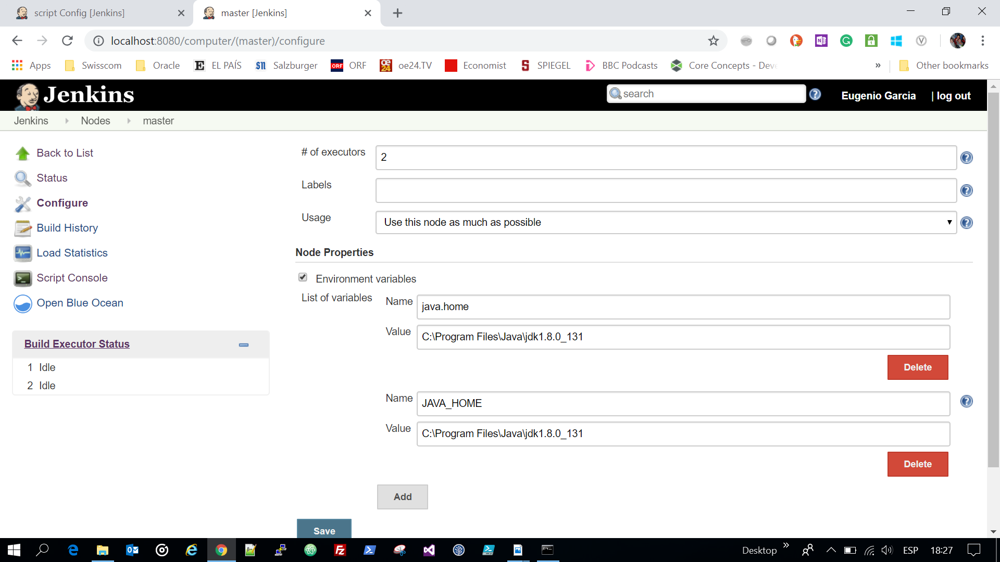 script Config [Jenkins]
master [Jenkins]
localhost:8080/computer/(master)/configure
Apps
Swisscom
Oracle
EL PAÍS
Salzburger
ORF
oe24.TV
Economist
SPIEGEL
BBC Podcasts
Core Concepts - Deve
»
Other bookmarks
Jenkins
search
Eugenio Garcia
| log out
Jenkins
Nodes
master
Back to List
Status
Configure
Build History
Load Statistics
Script Console
Open Blue Ocean
Build Executor Status
1 Idle
2 Idle
# of executors
2
Labels
Usage
Use this node as much as possible
Node Properties
Environment variables
List of variables
Name
java.home
Value
C:\Program Files\Java\jdk1.8.0_131
Delete
Name
JAVA_HOME
Value
C:\Program Files\Java\jdk1.8.0_131
Delete
Add
Save
Desktop
ESP
18:27